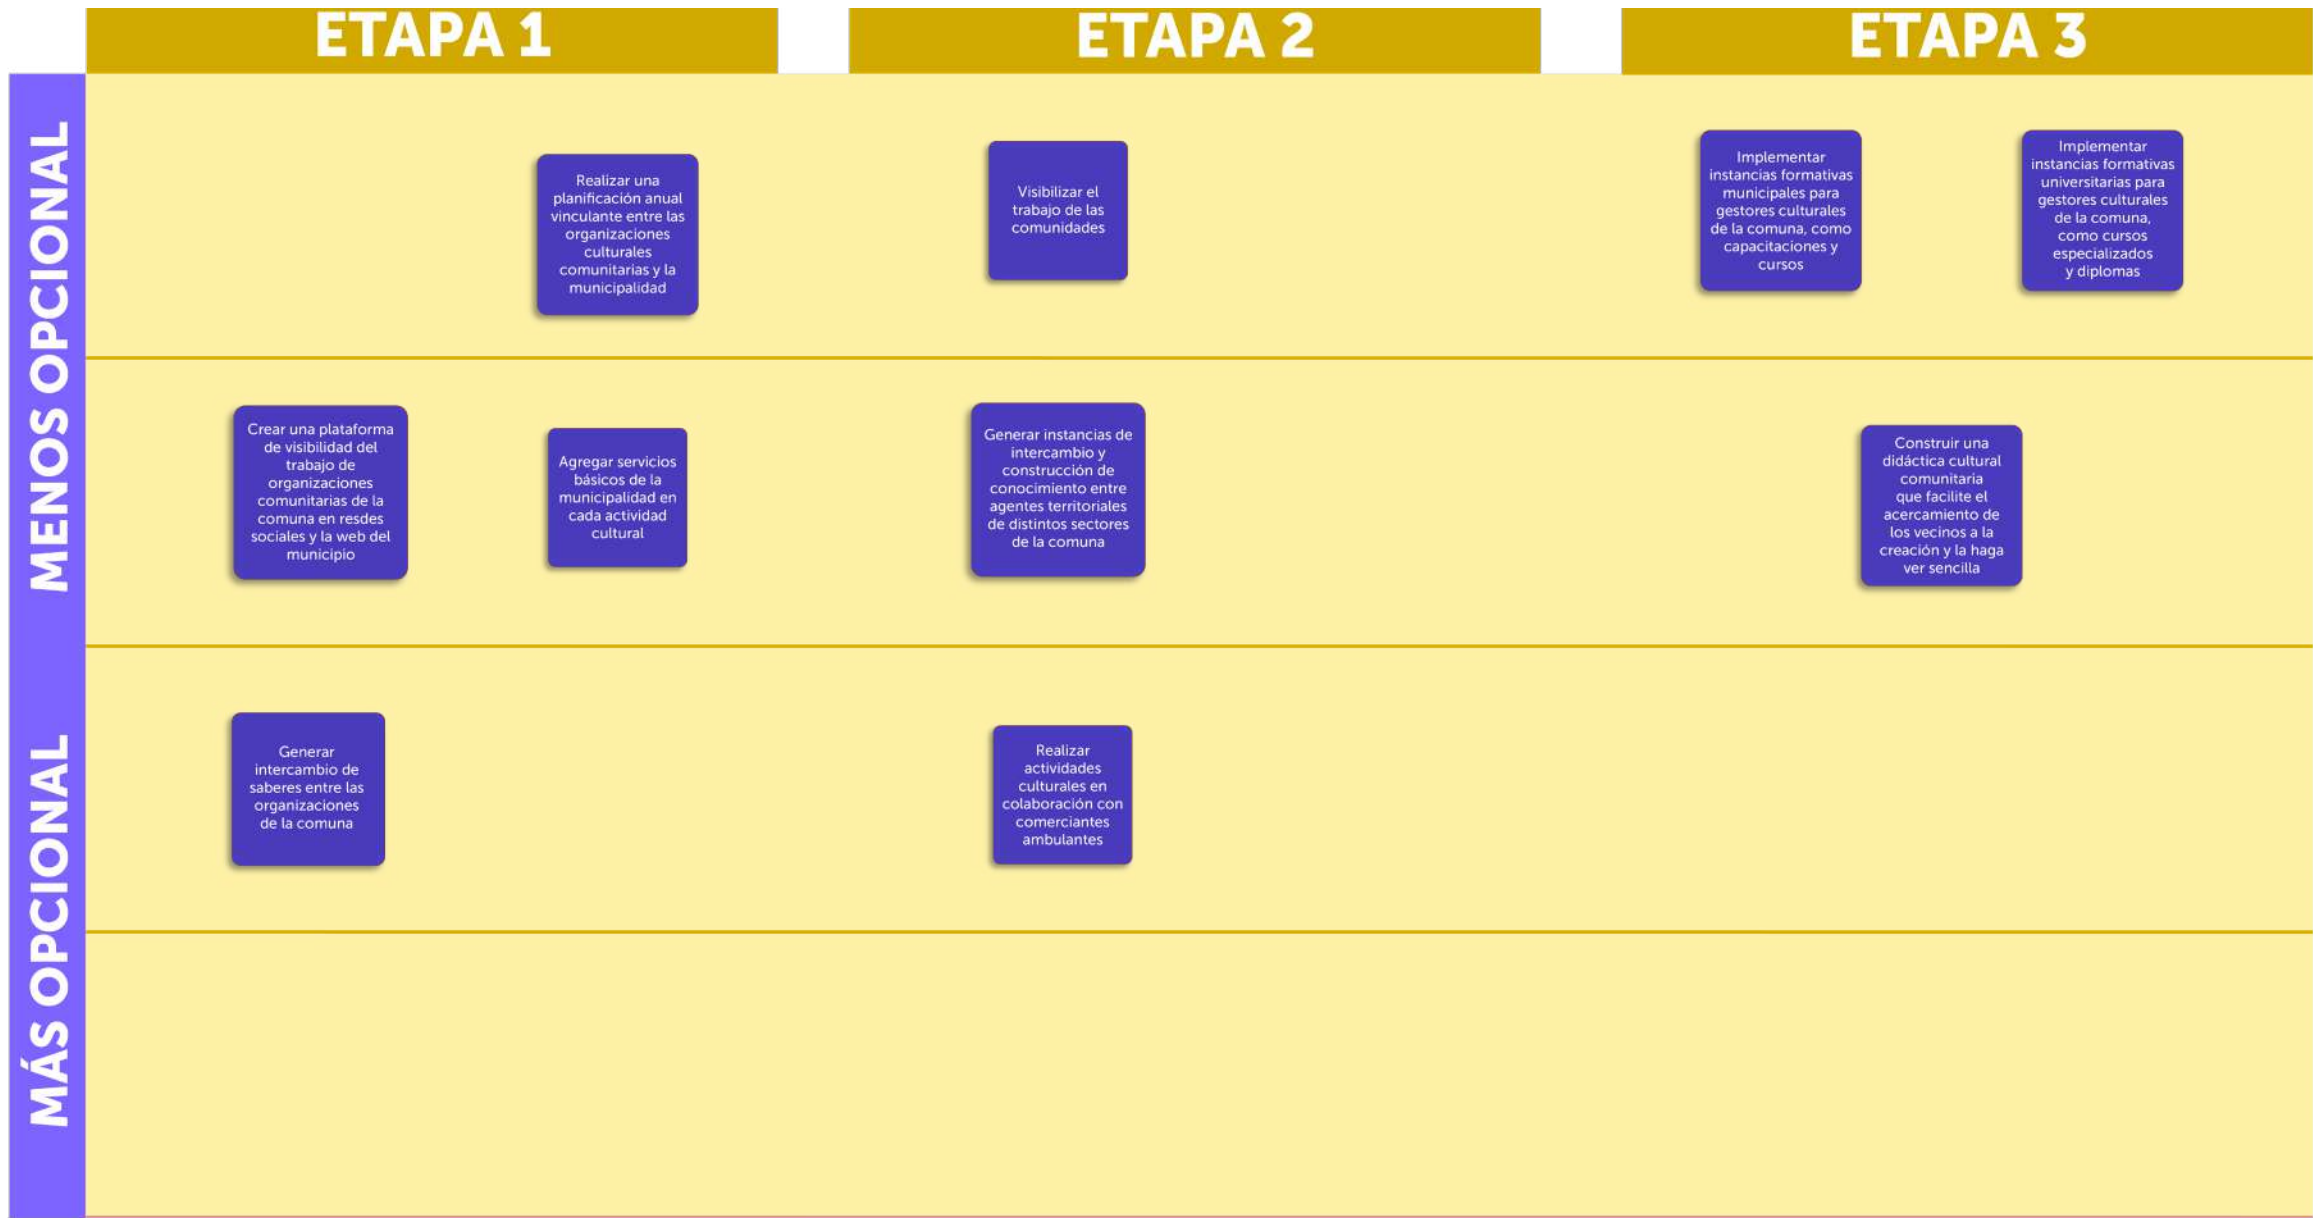 ETAPA 1
ETAPA 2
ETAPA 3
MENOS OPCIONAL
MÁS OPCIONAL
Realizar una
planificación anual
vinculante entre las
organizaciones
culturales
comunitarias y la
municipalidad
Visibilizar el
trabajo de las
comunidades
Implementar
instancias formativas
municipales para
gestores culturales
de la comuna, como
capacitaciones y
cursos
Implementar
instancias formativas
universitarias para
gestores culturales
de la comuna,
como cursos
especializados
y diplomas
Crear una plataforma
de visibilidad del
trabajo de
organizaciones
comunitarias de la
comuna en resdes
sociales y la web del
municipio
Agregar servicios
básicos de la
municipalidad en
cada actividad
cultural
Generar instancias de
intercambio y
construcción de
conocimiento entre
agentes territoriales
de distintos sectores
de la comuna
Construir una
didáctica cultural
comunitaria
que facilite el
acercamiento de
los vecinos a la
creación y la haga
ver sencilla
Generar
intercambio de
saberes entre las
organizaciones
de la comuna
Realizar
actividades
culturales en
colaboración con
comerciantes
ambulantes